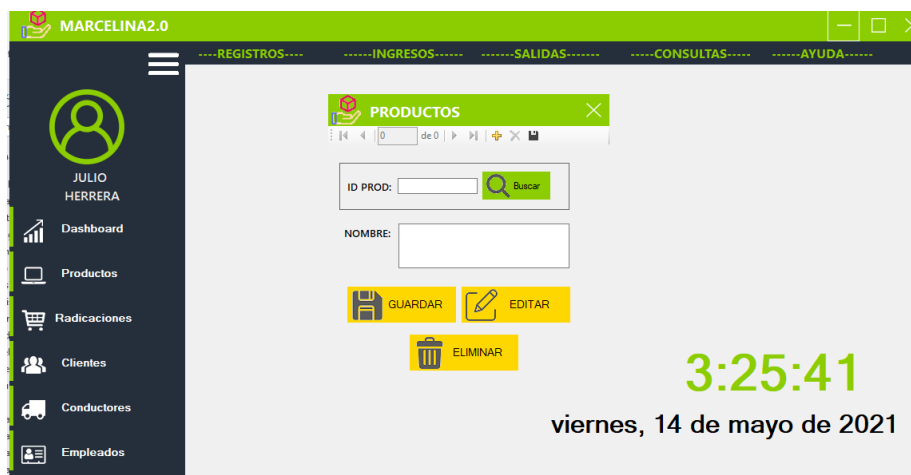 MARCELINA2.0
----REGISTROS---- ------INGRESOS------ -------SALIDAS------- -----CONSULTAS----- ------AYUDA------
PRODUCTOS
0 de 0
JULIO
HERRERA
ID PROD: Buscar
NOMBRE:
GUARDAR EDITAR
ELIMINAR
Dashboard
Productos
Radicaciones
Clientes
Conductores
Empleados
3:25:41
viernes, 14 de mayo de 2021